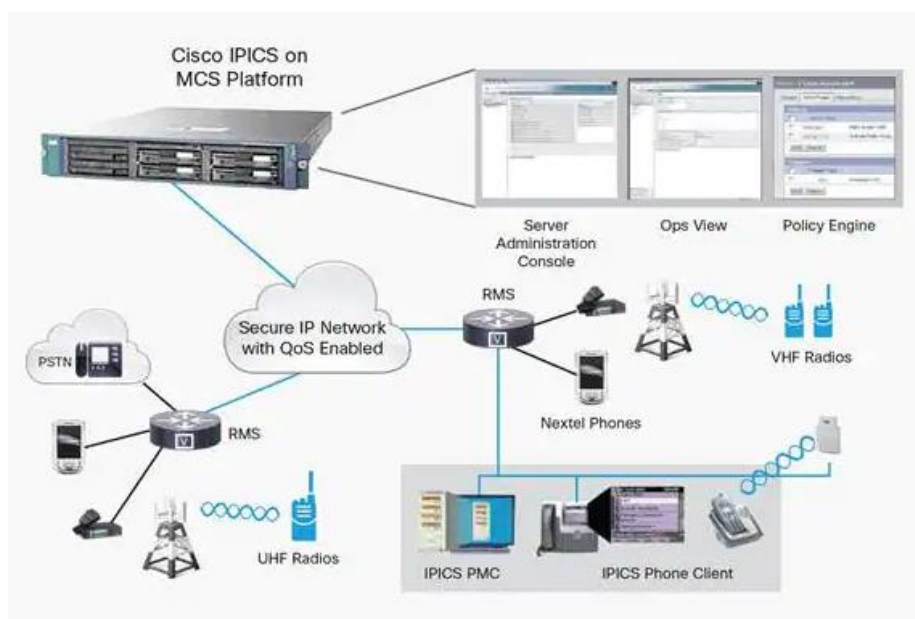 Cisco IPICS on
MCS Platform
Server
Administration
Console
Ops View
Policy Engine
RMS
Secure IP Network
with QoS Enabled
PSTN
V
VHF Radios
Nextel Phones
V
RMS
UHF Radios
IPICS PMC
IPICS Phone Client